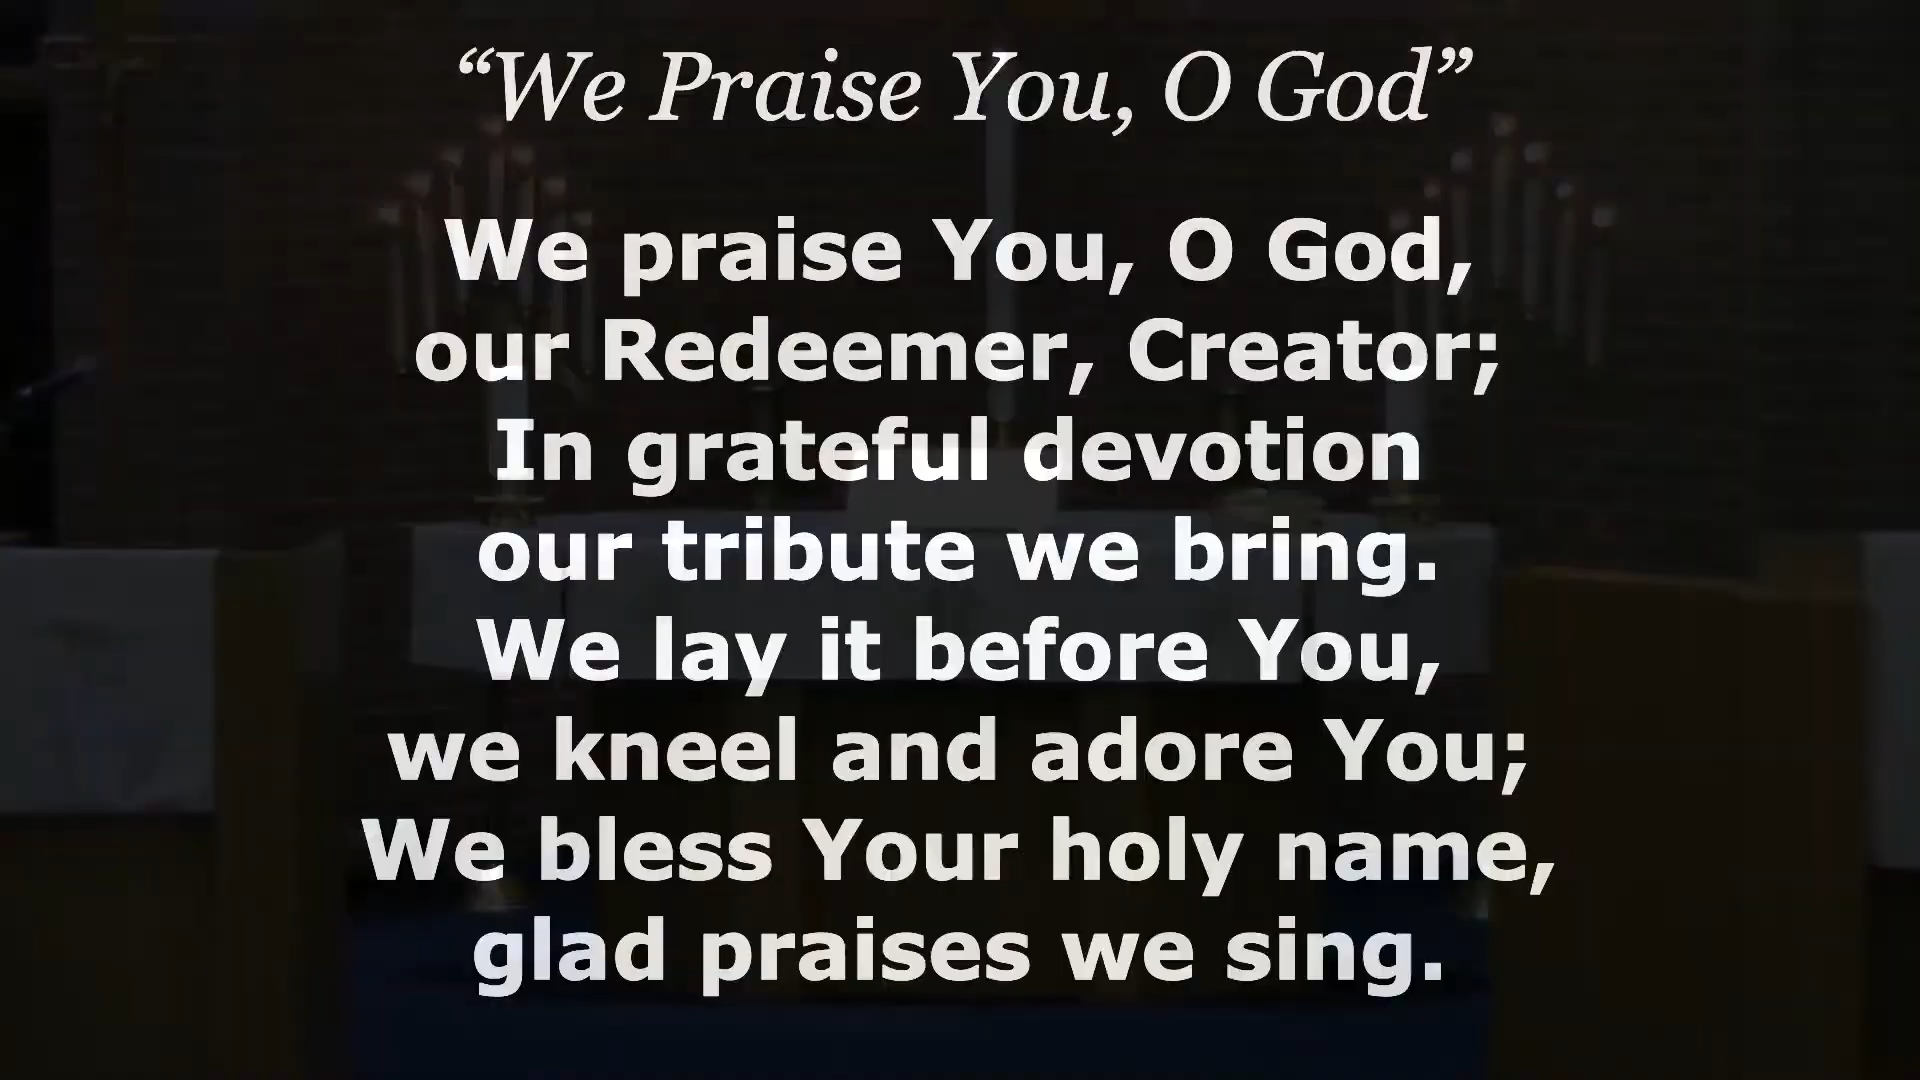 “We Praise You, O God”
We praise You, O God,
our Redeemer, Creator;
In grateful devotion
our tribute we bring.
We lay it before You,
we kneel and adore You;
We bless Your holy name,
glad praises we sing.